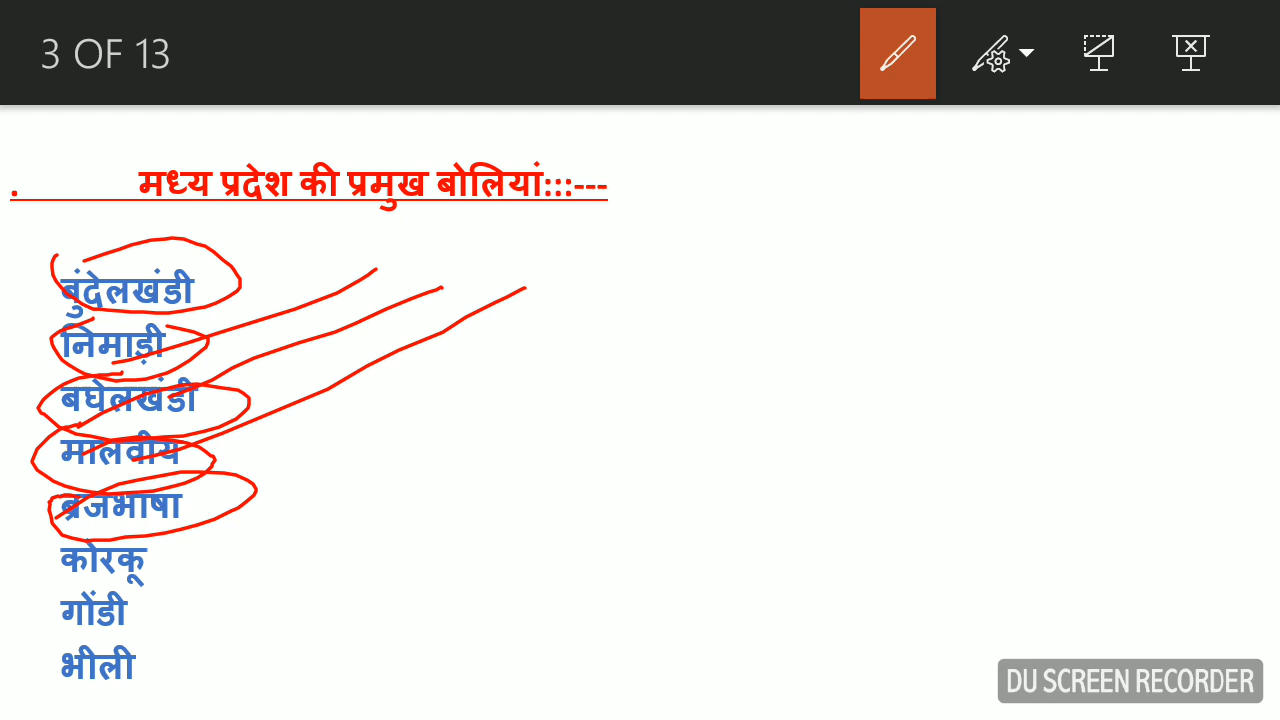 3 OF 13
. मध्य प्रदेश की प्रमुख बोलियां:::---
बुंदेलखंडी
निमाड़ी
बघेलखंडी
मालवीय
ब्रजभाषा
कोरकू
गोंडी
भीली
DU SCREEN RECORDER